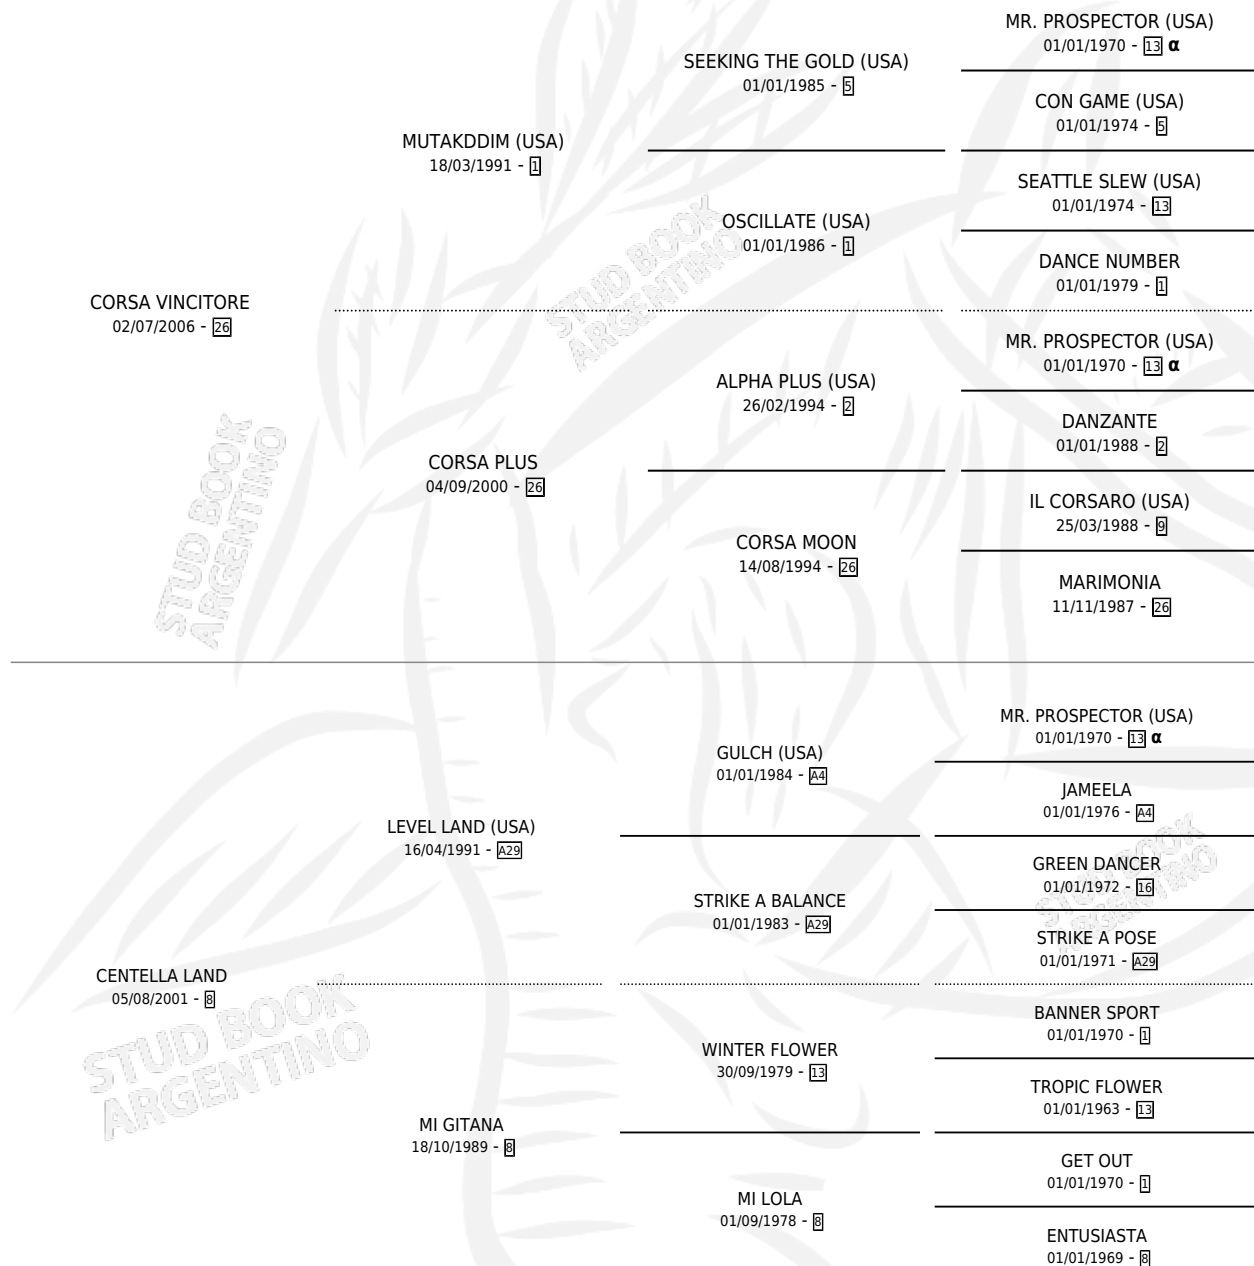 MR. PROSPECTOR (USA)
01/01/1970 - 13 α
SEEKING THE GOLD (USA)
01/01/1985 - 5
CON GAME (USA)
01/01/1974 - 5
MUTAKDDIM (USA)
18/03/1991 - 1
SEATTLE SLEW (USA)
01/01/1974 - 13
OSCILLATE (USA)
01/01/1986 - 1
DANCE NUMBER
01/01/1979 - 1
STUD BOOK
ARGENTINO
CORSA VINCITORE
02/07/2006 - 26
MR. PROSPECTOR (USA)
01/01/1970 - 13 α
ALPHA PLUS (USA)
26/02/1994 - 2
DANZANTE
01/01/1988 - 2
CORSA PLUS
04/09/2000 - 26
IL CORSARO (USA)
25/03/1988 - 9
CORSA MOON
14/08/1994 - 26
MARIMONIA
11/11/1987 - 26
STUD BOOK
ARGENTINO
MR. PROSPECTOR (USA)
01/01/1970 - 13 α
GULCH (USA)
01/01/1984 - A4
JAMEELA
01/01/1976 - A4
LEVEL LAND (USA)
16/04/1991 - A29
GREEN DANCER
01/01/1972 - 16
STRIKE A BALANCE
01/01/1983 - A29
STRIKE A POSE
01/01/1971 - A29
STUD BOOK
ARGENTINO
CENTELLA LAND
05/08/2001 - 8
BANNER SPORT
01/01/1970 - 1
WINTER FLOWER
30/09/1979 - 13
TROPIC FLOWER
01/01/1963 - 13
MI GITANA
18/10/1989 - 8
GET OUT
01/01/1970 - 1
MI LOLA
01/09/1978 - 8
ENTUSIASTA
01/01/1969 - 8
STUD BOOK
ARGENTINO